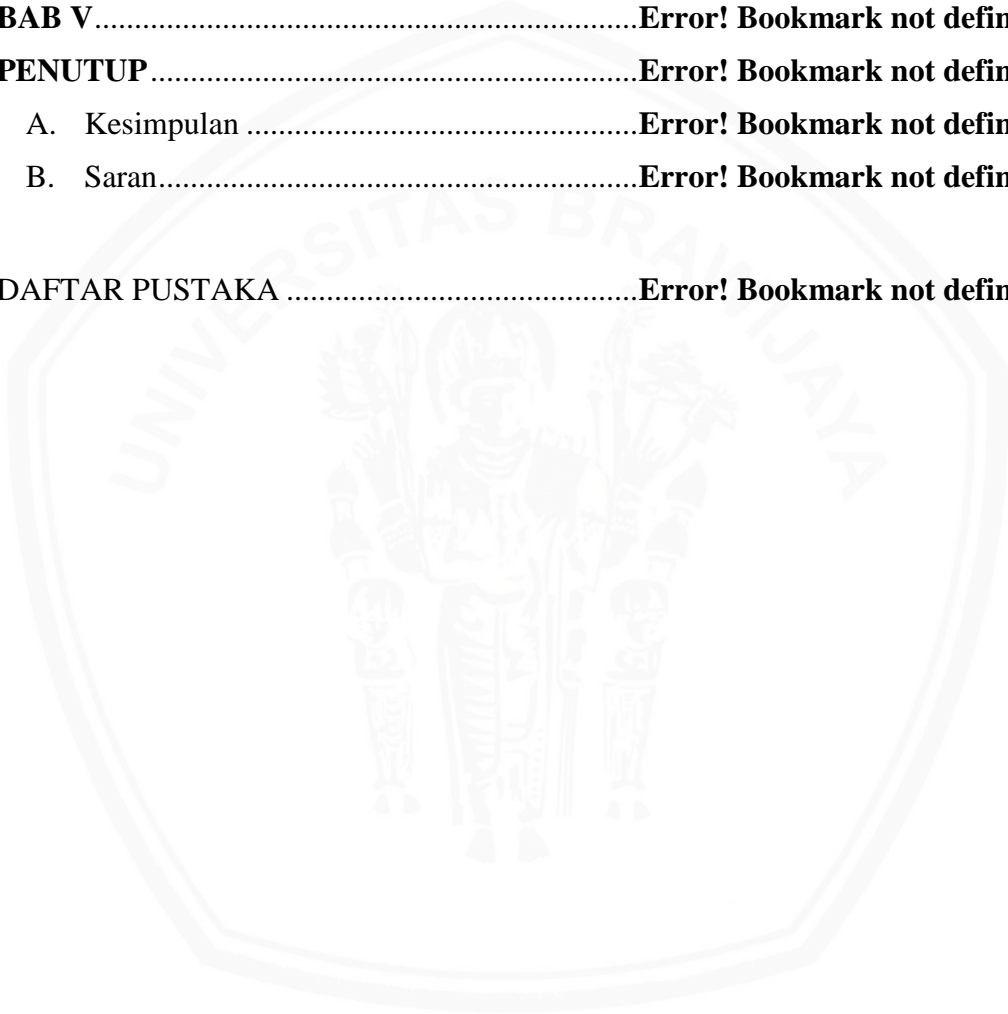 BAB V....................................................................Error! Bookmark not defin
PENUTUP.............................................................Error! Bookmark not defin
A. Kesimpulan .................................................Error! Bookmark not defin
B. Saran............................................................Error! Bookmark not defin
DAFTAR PUSTAKA ............................................Error! Bookmark not defin
UNIVERSITAS BRAWIJAYA